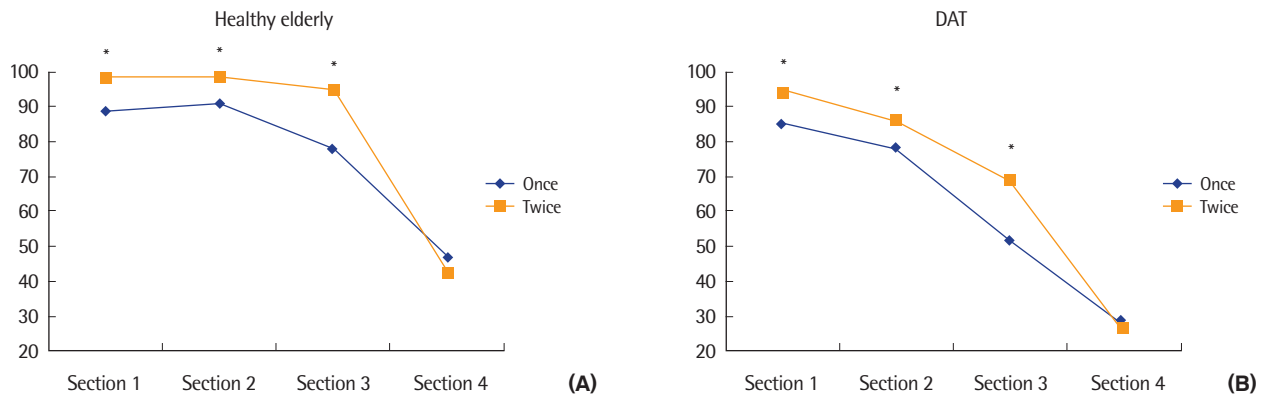 Healthy elderly
* * *
100
90
80
70
60
50
40
30
20
Once
Twice
Section 1 Section 2 Section 3 Section 4 (A)
DAT
* * *
100
90
80
70
60
50
40
30
20
Once
Twice
Section 1 Section 2 Section 3 Section 4 (B)